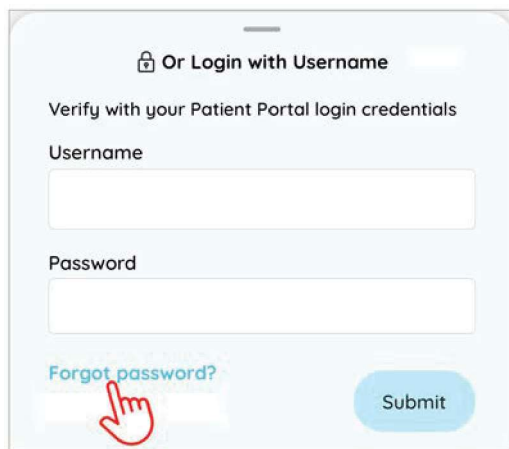 Or Login with Username
Verify with your Patient Portal login credentials
Username
Password
Forgot password?
Submit